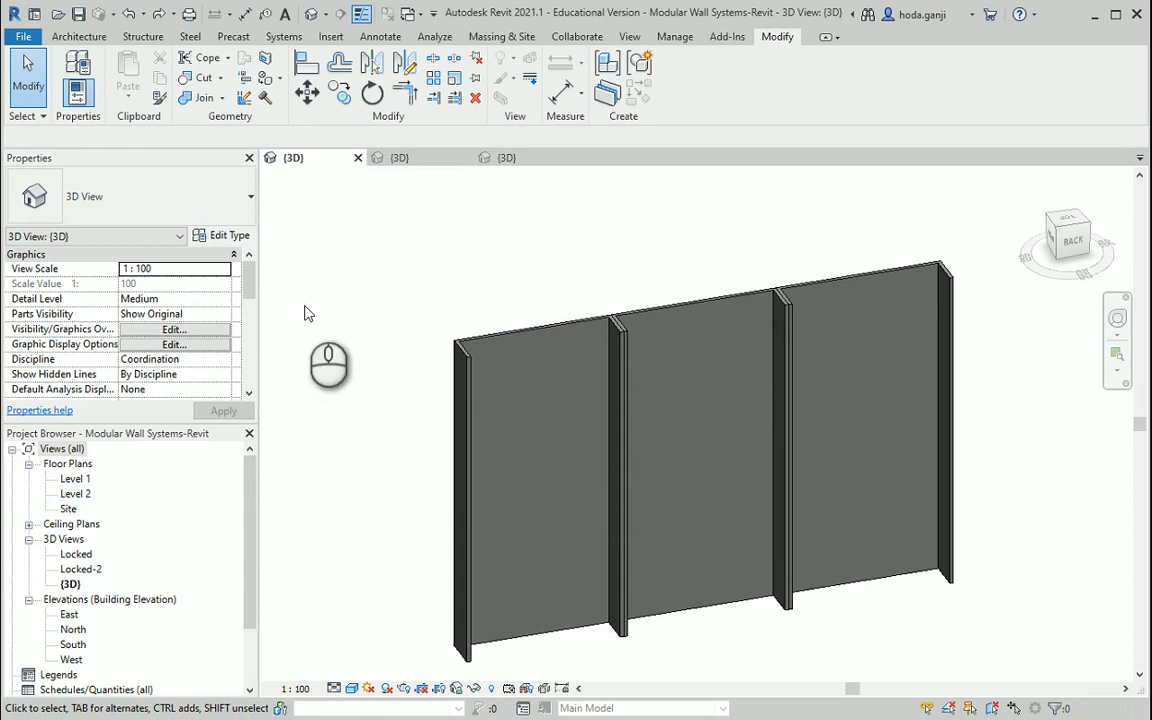 Autodesk Revit 2021.1 - Educational Version - Modular Wall Systems-Revit - 3D View: {3D}
hoda.ganji
File
Architecture
Structure
Steel
Precast
Systems
Insert
Annotate
Analyze
Massing & Site
Collaborate
View
Manage
Add-Ins
Modify
Modify
Paste
Cope
Cut
Join
Select
Properties
Clipboard
Geometry
Modify
View
Measure
Create
Properties
{3D}
{3D}
{3D}
3D View
3D View: {3D}
Edit Type
Graphics
View Scale 1 : 100
Scale Value 1: 100
Detail Level Medium
Parts Visibility Show Original
Visibility/Graphics Ov... Edit...
Graphic Display Options Edit...
Discipline Coordination
Show Hidden Lines By Discipline
Default Analysis Displ... None
Properties help
Apply
Project Browser - Modular Wall Systems-Revit
Views (all)
Floor Plans
Level 1
Level 2
Site
Ceiling Plans
3D Views
Locked
Locked-2
{3D}
Elevations (Building Elevation)
East
North
South
West
Legends
Schedules/Quantities (all)
BACK
1 : 100
Click to select, TAB for alternates, CTRL adds, SHIFT unselect
:0
Main Model
:0